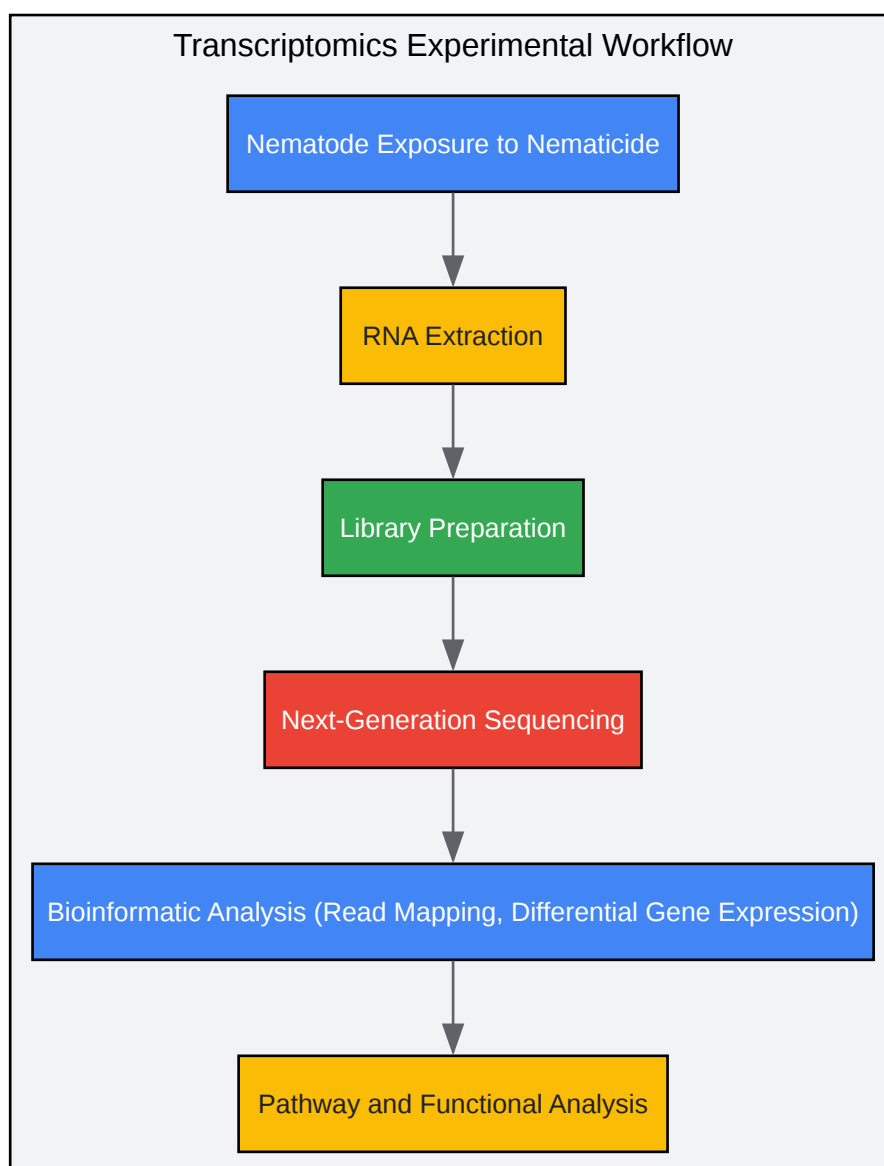 Transcriptomics Experimental Workflow
Nematode Exposure to Nematicide
RNA Extraction
Library Preparation
Next-Generation Sequencing
Bioinformatic Analysis (Read Mapping, Differential Gene Expression)
Pathway and Functional Analysis